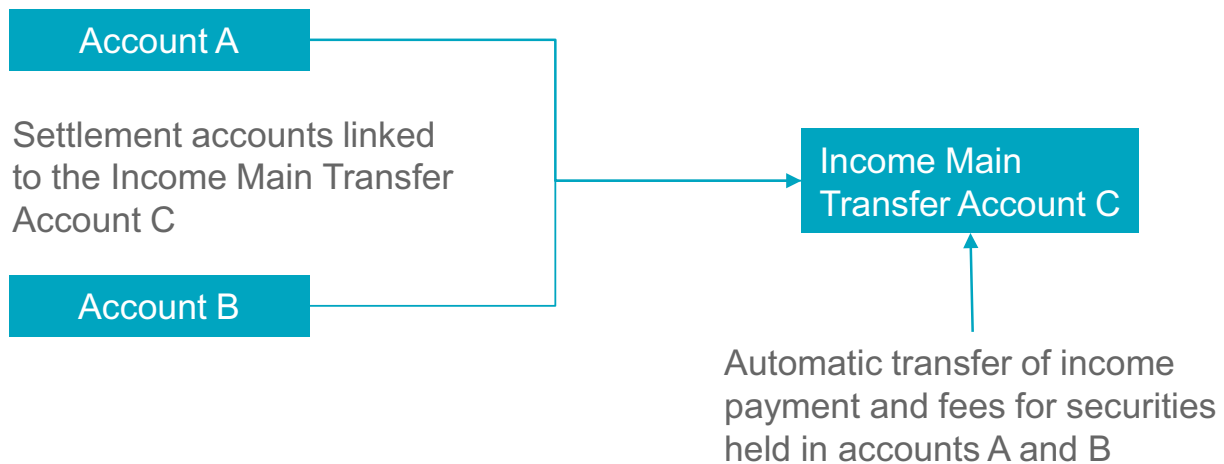 Account A
Settlement accounts linked
to the Income Main Transfer
Account C
Account B
Income Main
Transfer Account C
Automatic transfer of income
payment and fees for securities
held in accounts A and B